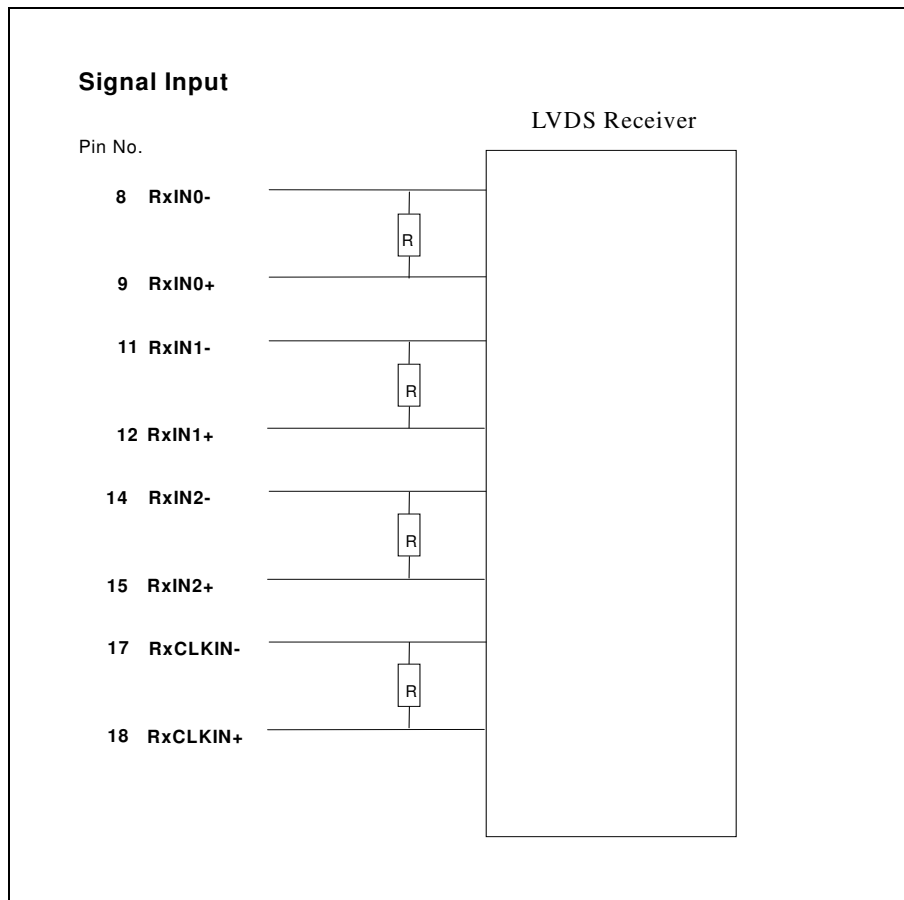 Signal Input
LVDS Receiver
Pin No.
8 RxIN0-
R
9 RxIN0+
11 RxIN1-
R
12 RxIN1+
14 RxIN2-
R
15 RxIN2+
17 RxCLKIN-
R
18 RxCLKIN+